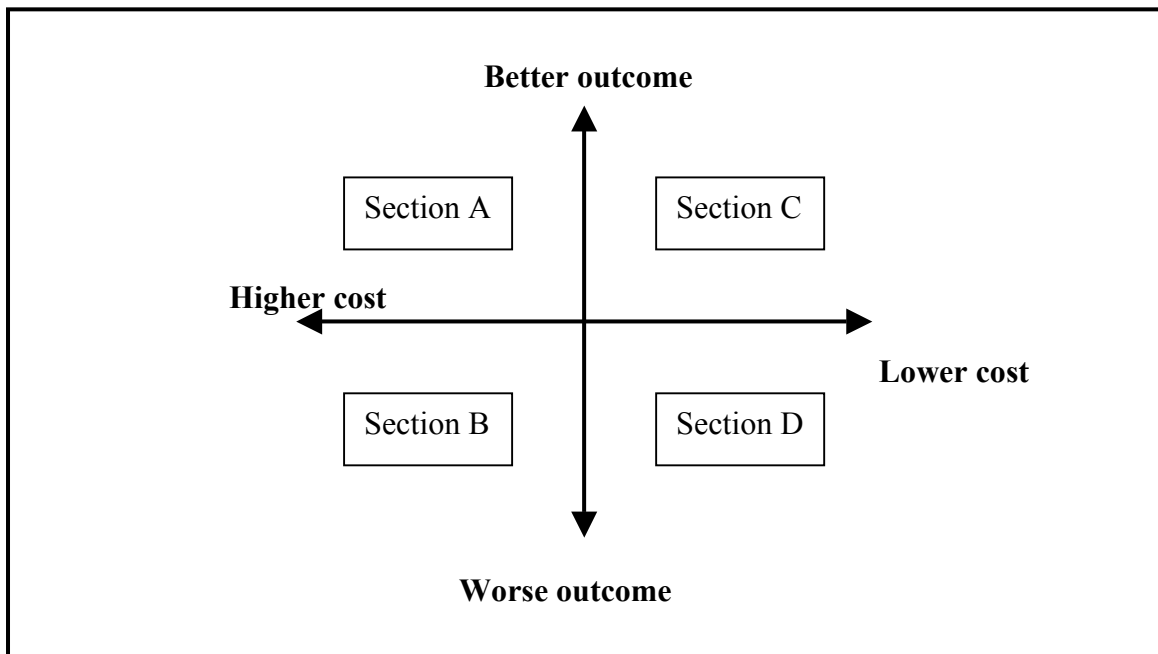 Better outcome
Section A
Section C
Higher cost
Lower cost
Section B
Section D
Worse outcome